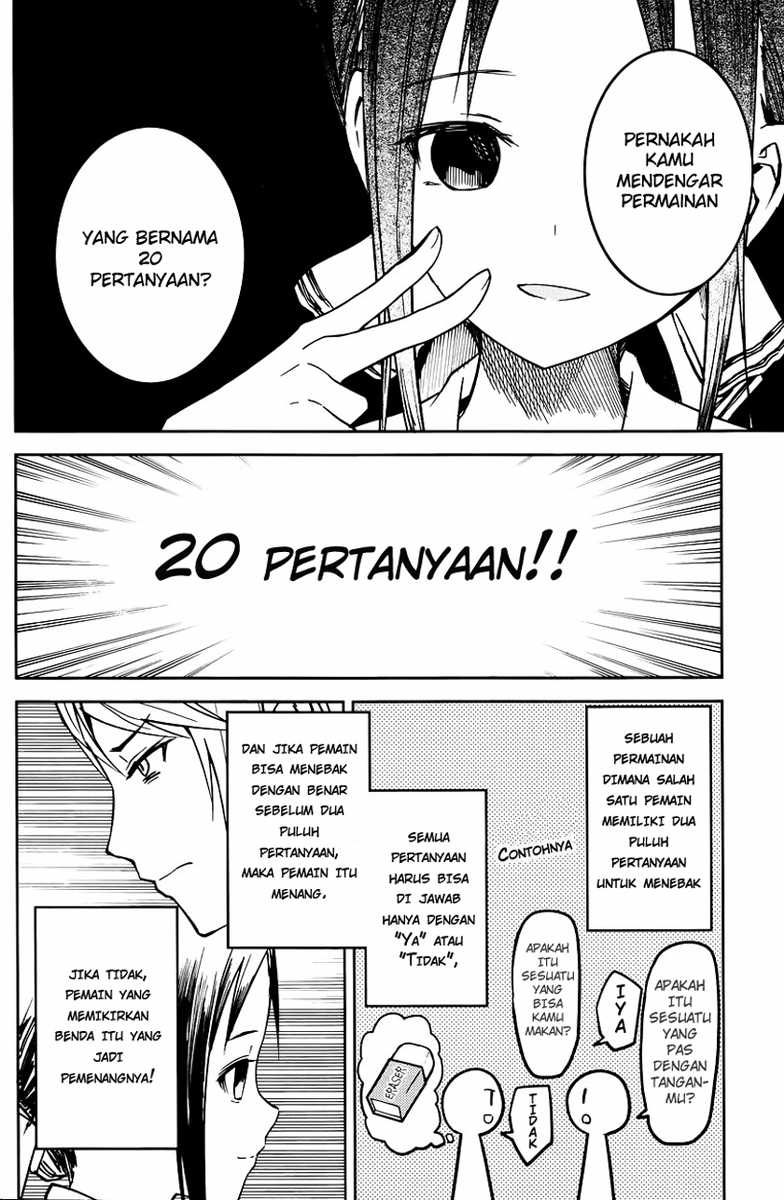 PERNAKAH
KAMU
MENDENGAR
PERMAINAN
YANG BERNAMA
20
PERTANYAAN?
20 PERTANYAAN!!
SEBUAH
PERMAINAN
DIMANA SALAH
SATU PEMAIN
MEMILIKI DUA
PULUH
PERTANYAAN
UNTUK MENEBAK
CONTOHNYA
APAKAH
ITU
SESUATU
YANG
PAS
DENGAN
TANGAN-
MU?
IYA
APAKAH
ITU
SESUATU
YANG
BISA
KAMU
MAKAN?
TIDAK
ERASER
SEMUA
PERTANYAAN
HARUS BISA
DI JAWAB
HANYA DENGAN
"YA" ATAU
"TIDAK",
DAN JIKA PEMAIN
BISA MENEBAK
DENGAN BENAR
SEBELUM DUA
PULUH
PERTANYAAN,
MAKA PEMAIN ITU
MENANG.
JIKA TIDAK,
PEMAIN YANG
MEMIKIRKAN
BENDA ITU YANG
JADI
PEMENANGNYA!